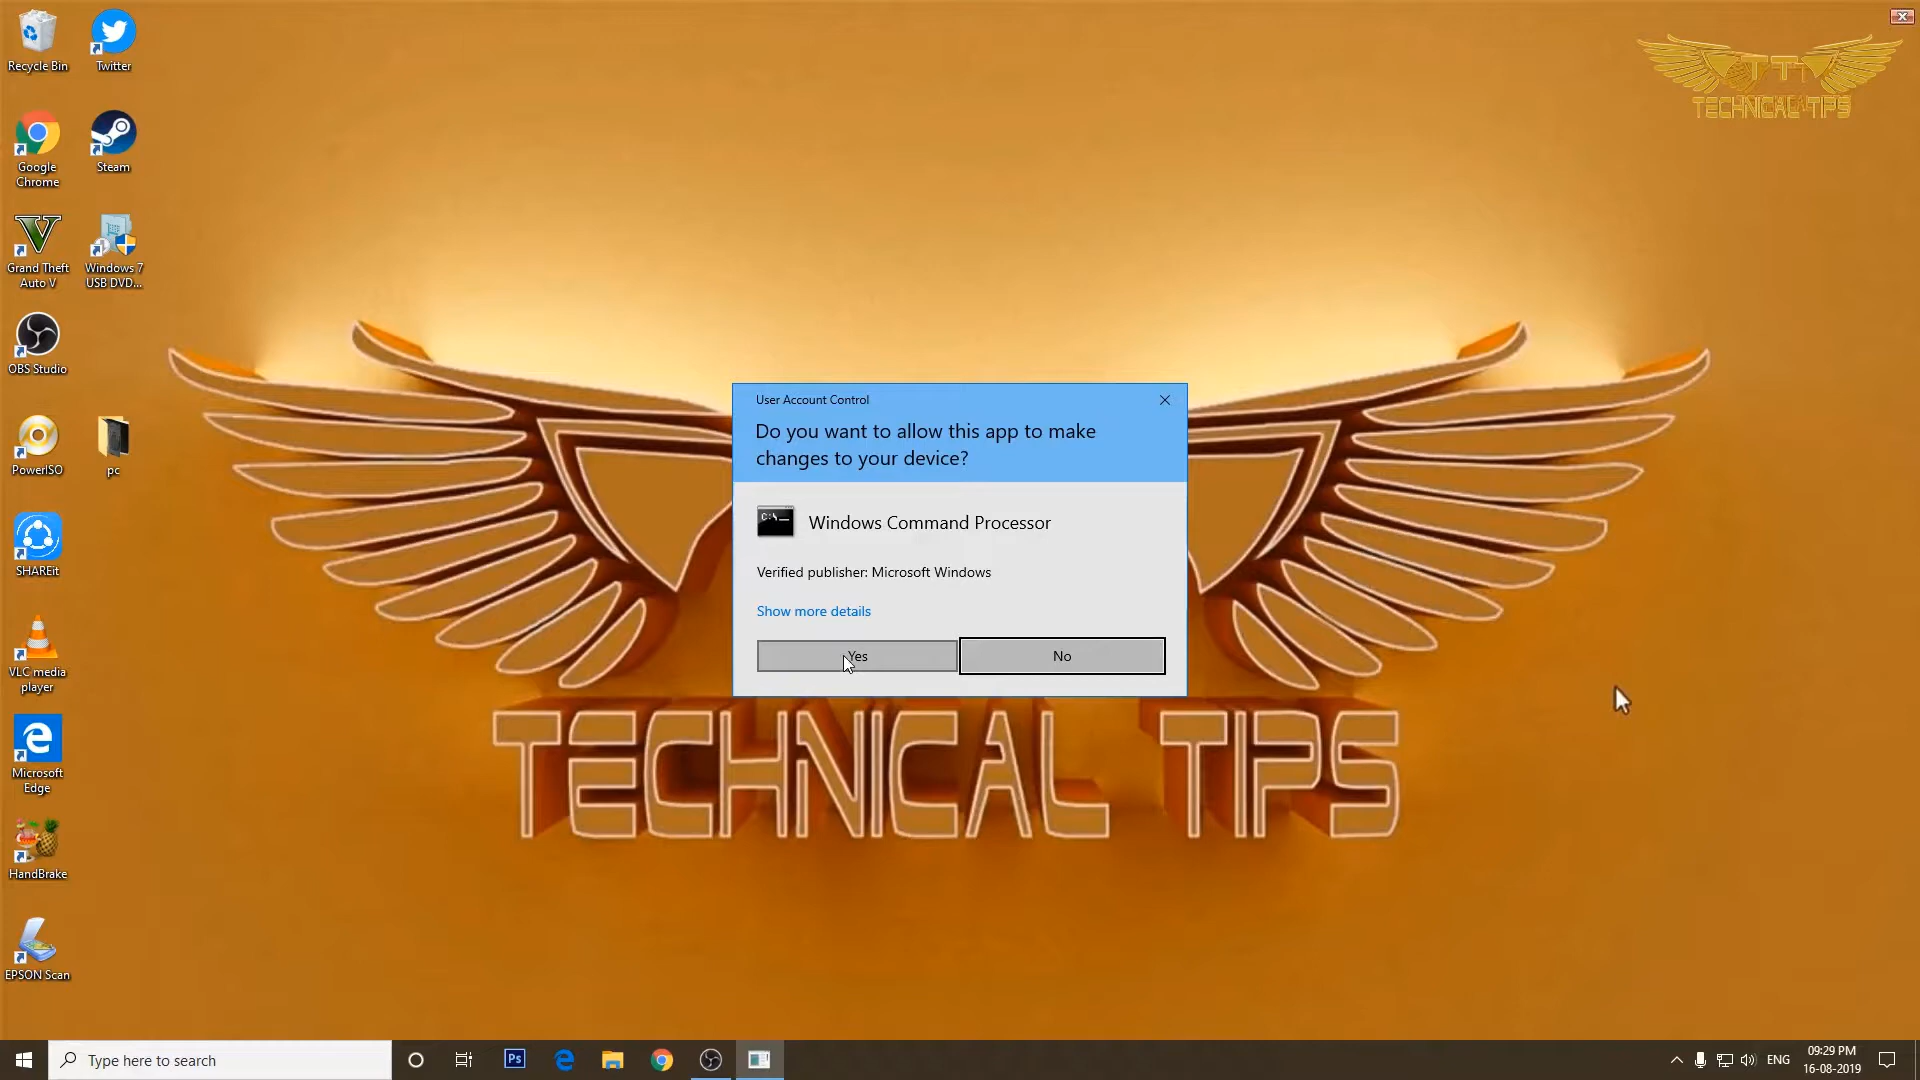 Recycle Bin
Twitter
Google
Chrome
Steam
Grand Theft
Auto V
Windows 7
USB DVD...
OBS Studio
PowerISO
pc
SHAREit
VLC media
player
Microsoft
Edge
HandBrake
EPSON Scan
TT
TECHNICAL TIPS
User Account Control
Do you want to allow this app to make
changes to your device?
C:\_
Windows Command Processor
Verified publisher: Microsoft Windows
Show more details
Yes
No
TECHNICAL TIPS
Type here to search
Ps
ENG
09:29 PM
16-08-2019